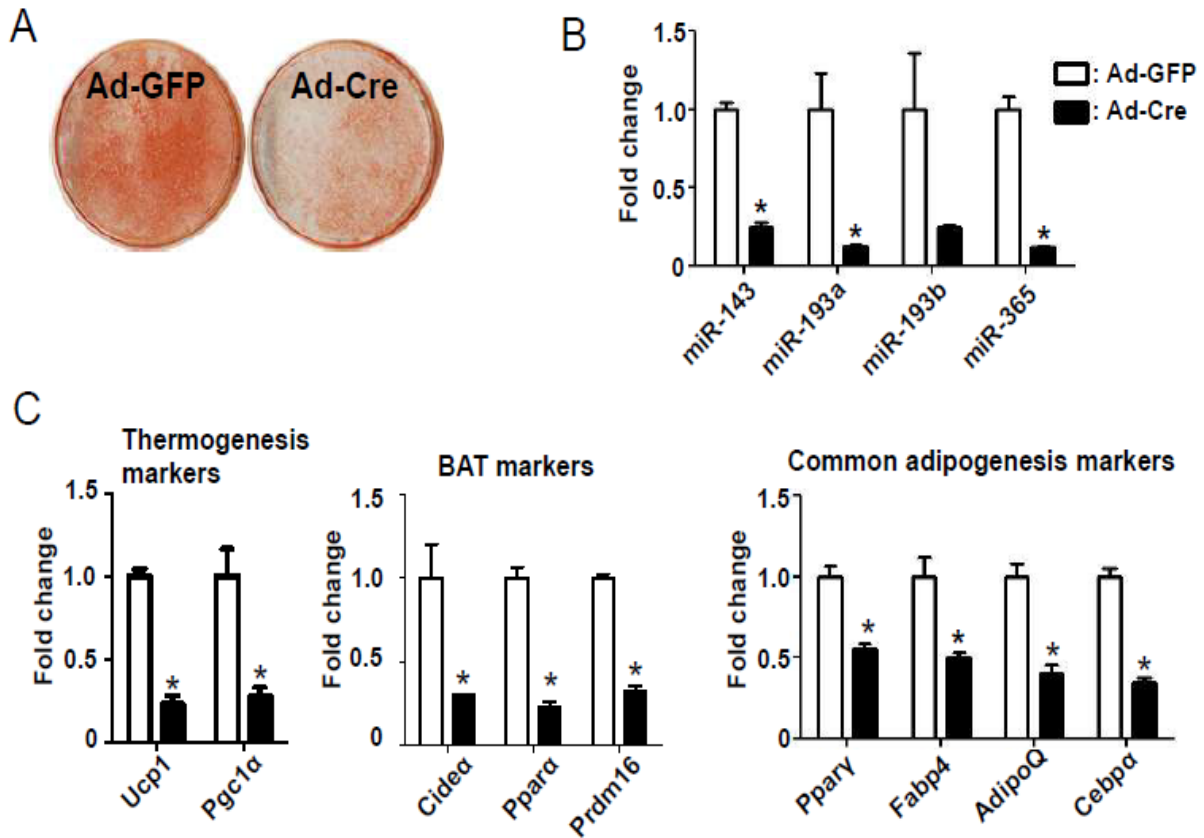 A
Ad-GFP
Ad-Cre
B
Fold change
1.5
1.0
0.5
0
*
*
*
miR-143
miR-193a
miR-193b
miR-365
: Ad-GFP
: Ad-Cre
C
Thermogenesis
markers
Fold change
1.5
1.0
0.5
0
*
*
Ucp1
Pgc1α
BAT markers
Fold change
1.5
1.0
0.5
0
*
*
*
Cideα
Pparα
Prdm16
Common adipogenesis markers
Fold change
1.5
1.0
0.5
0
*
*
*
*
Pparγ
Fabp4
AdipoQ
Cebpα